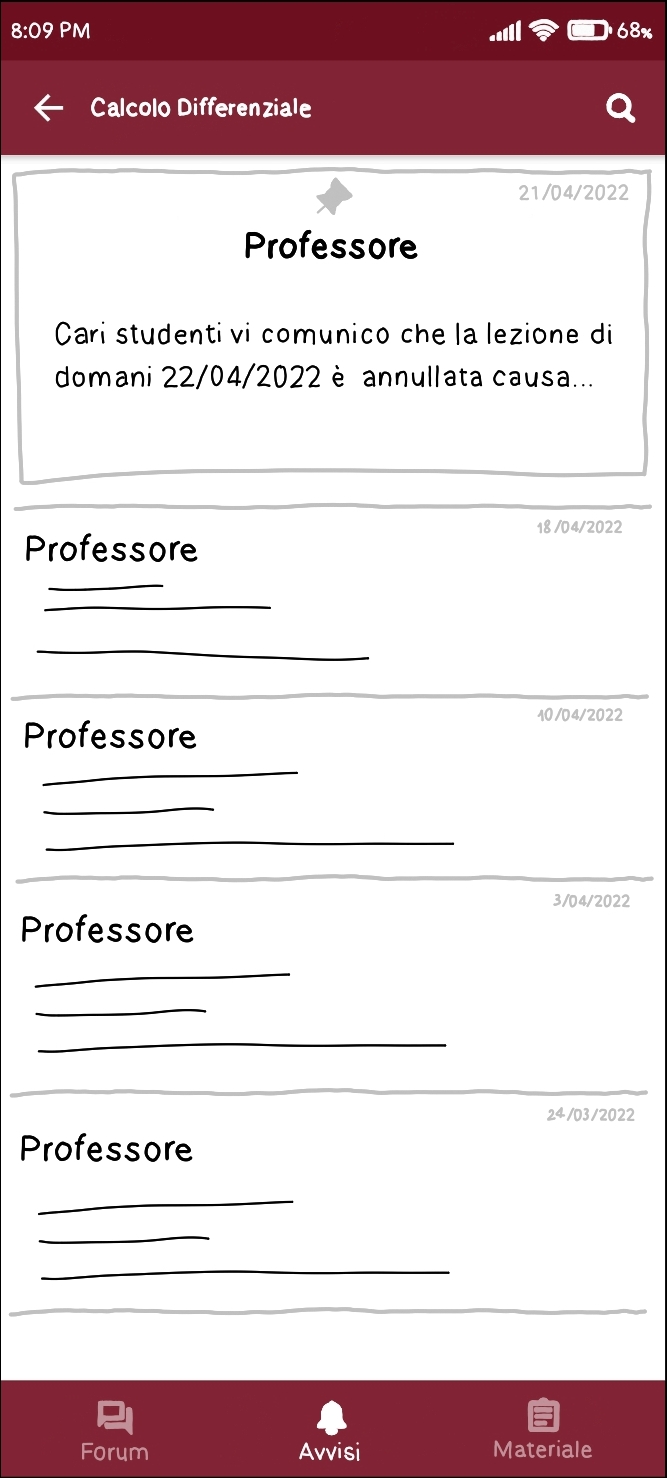 8:09 PM 68%
Calcolo Differenziale
21/04/2022
Professore
Cari studenti vi comunico che la lezione di
domani 22/04/2022 è annullata causa...
18/04/2022
Professore
10/04/2022
Professore
3/04/2022
Professore
24/03/2022
Professore
Forum Avvisi Materiale